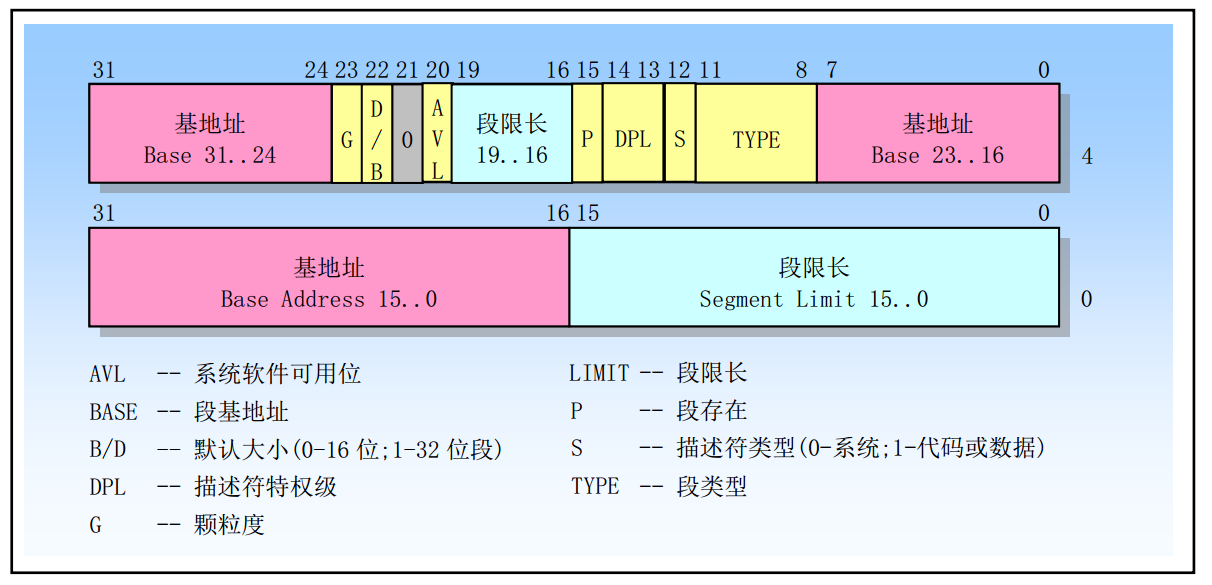 31 24 23 22 21 20 19 16 15 14 13 12 11 8 7 0
基地址
Base 31..24
G
D/B
0
AVL
段限长
19..16
P
DPL
S
TYPE
基地址
Base 23..16
4
31 16 15 0
基地址
Base Address 15..0
段限长
Segment Limit 15..0
0
AVL -- 系统软件可用位
LIMIT -- 段限长
BASE -- 段基地址
P -- 段存在
B/D -- 默认大小(0-16 位;1-32 位段)
S -- 描述符类型(0-系统;1-代码或数据)
DPL -- 描述符特权级
TYPE -- 段类型
G -- 颗粒度